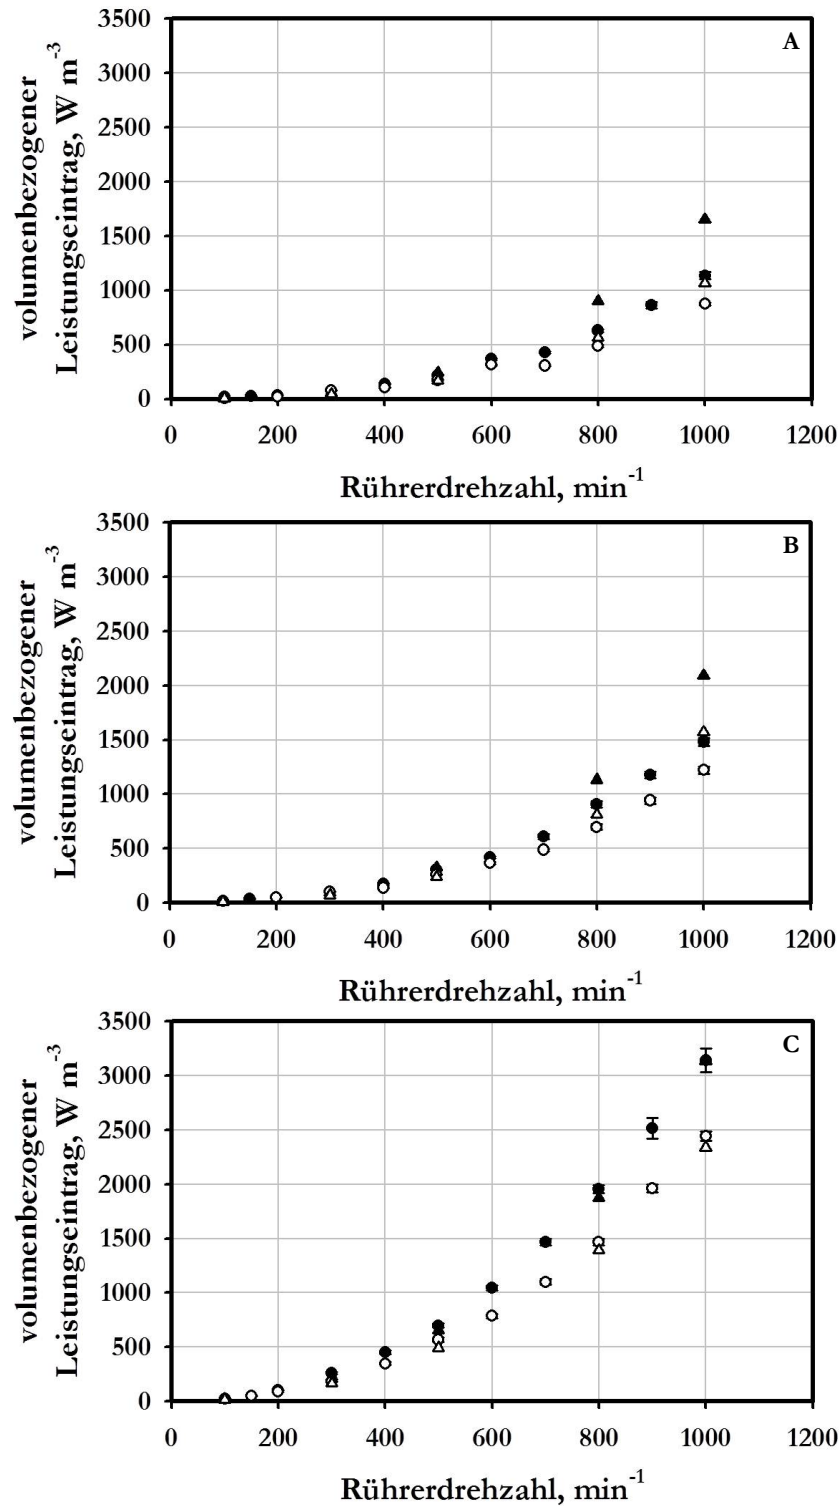 A
volumenbezogener
Leistungseintrag, W m⁻³
3500
3000
2500
2000
1500
1000
500
0
0 200 400 600 800 1000 1200
Rührerdrehzahl, min⁻¹
B
volumenbezogener
Leistungseintrag, W m⁻³
3500
3000
2500
2000
1500
1000
500
0
0 200 400 600 800 1000 1200
Rührerdrehzahl, min⁻¹
C
volumenbezogener
Leistungseintrag, W m⁻³
3500
3000
2500
2000
1500
1000
500
0
0 200 400 600 800 1000 1200
Rührerdrehzahl, min⁻¹